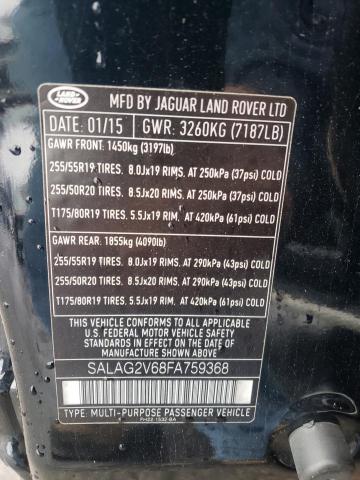 LAND
ROVER
MFD BY JAGUAR LAND ROVER LTD
DATE: 01/15 GWR: 3260KG (7187LB)
GAWR FRONT: 1450kg (3197lb)
255/55R19 TIRES. 8.0Jx19 RIMS. AT 250kPA (37psi) COLD
255/50R20 TIRES. 8.5Jx20 RIMS. AT 250kPA (37psi) COLD
T175/80R19 TIRES. 5.5Jx19 RIM. AT 420kPA (61psi) COLD
GAWR REAR: 1855kg (4090lb)
255/55R19 TIRES. 8.0Jx19 RIMS. AT 290kPA (43psi) COLD
255/50R20 TIRES. 8.5Jx20 RIMS. AT 290kPA (43psi) COLD
T175/80R19 TIRES. 5.5Jx19 RIM. AT 420kPA (61psi) COLD
THIS VEHICLE CONFORMS TO ALL APPLICABLE
U.S. FEDERAL MOTOR VEHICLE SAFETY STANDARDS
IN EFFECT ON THE DATE OF MANUFACTURE SHOWN ABOVE.
SALAG2V68FA759368
TYPE: MULTI-PURPOSE PASSENGER VEHICLE
FH22 1532 BA